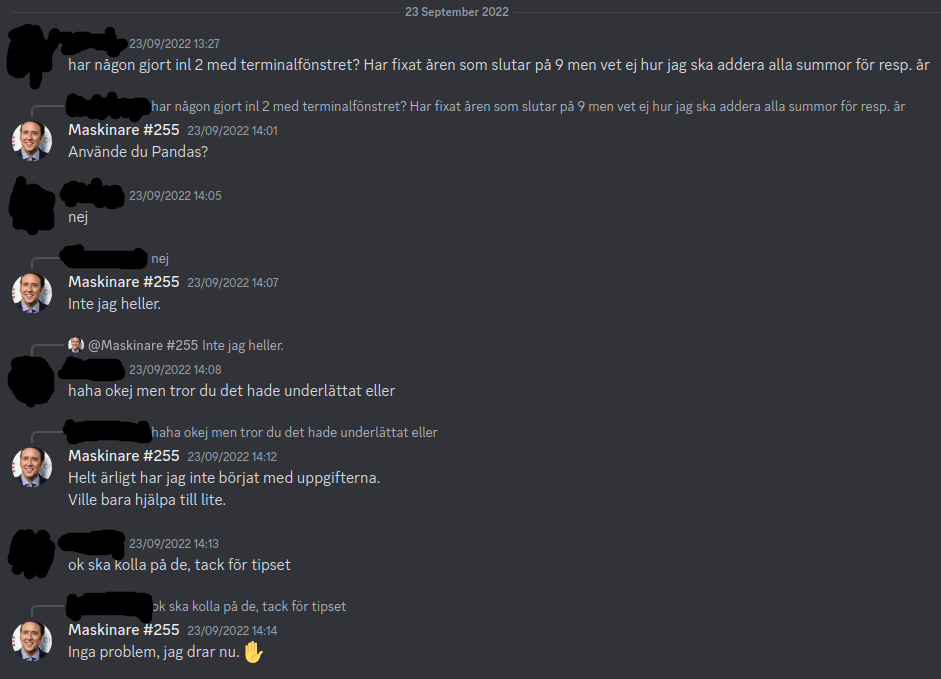 23 September 2022
23/09/2022 13:27
har någon gjort inl 2 med terminalfönstret? Har fixat åren som slutar på 9 men vet ej hur jag ska addera alla summor för resp. år
har någon gjort inl 2 med terminalfönstret? Har fixat åren som slutar på 9 men vet ej hur jag ska addera alla summor för resp. år
Maskinare #255 23/09/2022 14:01
Använde du Pandas?
23/09/2022 14:05
nej
nej
Maskinare #255 23/09/2022 14:07
Inte jag heller.
@Maskinare #255 Inte jag heller.
23/09/2022 14:08
haha okej men tror du det hade underlättat eller
haha okej men tror du det hade underlättat eller
Maskinare #255 23/09/2022 14:12
Helt ärligt har jag inte börjat med uppgifterna.
Ville bara hjälpa till lite.
23/09/2022 14:13
ok ska kolla på de, tack för tipset
ok ska kolla på de, tack för tipset
Maskinare #255 23/09/2022 14:14
Inga problem, jag drar nu. ✋